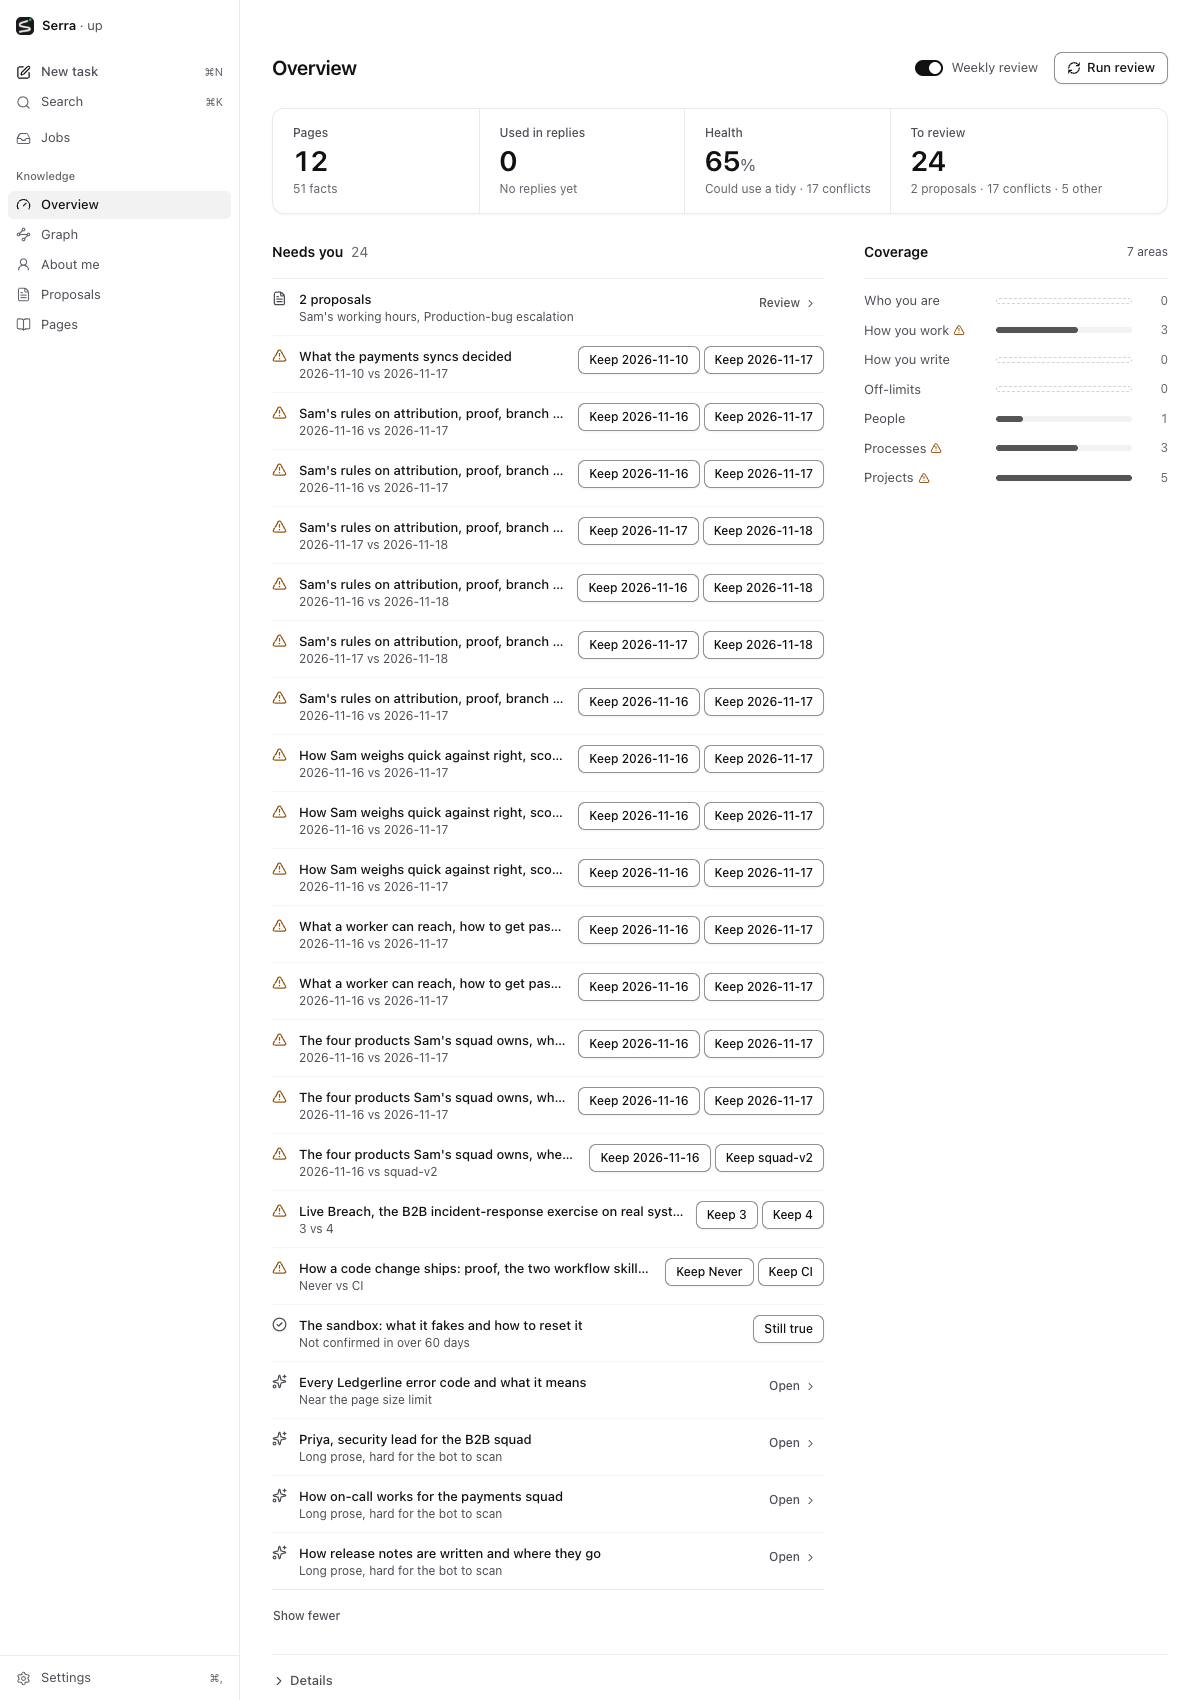 Serra · up
New task ⌘N
Search ⌘K
Jobs
Knowledge
Overview
Graph
About me
Proposals
Pages
Settings ⌘,
Overview
Weekly review
Run review
Pages
12
51 facts
Used in replies
0
No replies yet
Health
65%
Could use a tidy · 17 conflicts
To review
24
2 proposals · 17 conflicts · 5 other
Needs you 24
2 proposals
Sam's working hours, Production-bug escalation
Review
What the payments syncs decided
2026-11-10 vs 2026-11-17
Keep 2026-11-10 Keep 2026-11-17
Sam's rules on attribution, proof, branch ...
2026-11-16 vs 2026-11-17
Keep 2026-11-16 Keep 2026-11-17
Sam's rules on attribution, proof, branch ...
2026-11-16 vs 2026-11-17
Keep 2026-11-16 Keep 2026-11-17
Sam's rules on attribution, proof, branch ...
2026-11-17 vs 2026-11-18
Keep 2026-11-17 Keep 2026-11-18
Sam's rules on attribution, proof, branch ...
2026-11-16 vs 2026-11-18
Keep 2026-11-16 Keep 2026-11-18
Sam's rules on attribution, proof, branch ...
2026-11-17 vs 2026-11-18
Keep 2026-11-17 Keep 2026-11-18
Sam's rules on attribution, proof, branch ...
2026-11-16 vs 2026-11-17
Keep 2026-11-16 Keep 2026-11-17
How Sam weighs quick against right, sco...
2026-11-16 vs 2026-11-17
Keep 2026-11-16 Keep 2026-11-17
How Sam weighs quick against right, sco...
2026-11-16 vs 2026-11-17
Keep 2026-11-16 Keep 2026-11-17
How Sam weighs quick against right, sco...
2026-11-16 vs 2026-11-17
Keep 2026-11-16 Keep 2026-11-17
What a worker can reach, how to get pas...
2026-11-16 vs 2026-11-17
Keep 2026-11-16 Keep 2026-11-17
What a worker can reach, how to get pas...
2026-11-16 vs 2026-11-17
Keep 2026-11-16 Keep 2026-11-17
The four products Sam's squad owns, wh...
2026-11-16 vs 2026-11-17
Keep 2026-11-16 Keep 2026-11-17
The four products Sam's squad owns, wh...
2026-11-16 vs 2026-11-17
Keep 2026-11-16 Keep 2026-11-17
The four products Sam's squad owns, whe...
2026-11-16 vs squad-v2
Keep 2026-11-16 Keep squad-v2
Live Breach, the B2B incident-response exercise on real syst...
3 vs 4
Keep 3 Keep 4
How a code change ships: proof, the two workflow skill...
Never vs CI
Keep Never Keep CI
The sandbox: what it fakes and how to reset it
Not confirmed in over 60 days
Still true
Every Ledgerline error code and what it means
Near the page size limit
Open
Priya, security lead for the B2B squad
Long prose, hard for the bot to scan
Open
How on-call works for the payments squad
Long prose, hard for the bot to scan
Open
How release notes are written and where they go
Long prose, hard for the bot to scan
Open
Show fewer
Details
Coverage 7 areas
Who you are 0
How you work 3
How you write 0
Off-limits 0
People 1
Processes 3
Projects 5